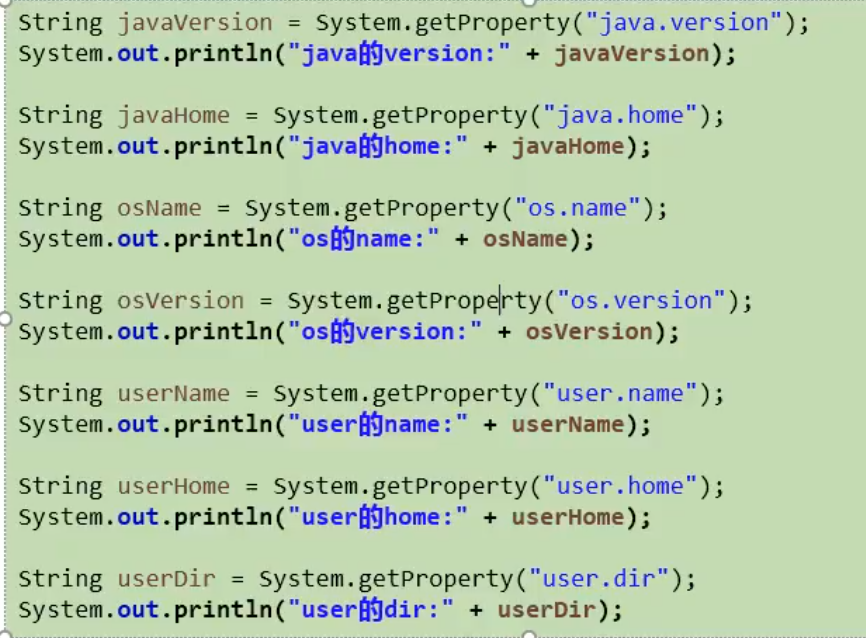 String javaVersion = System.getProperty("java.version");
System.out.println("java的version:" + javaVersion);
String javaHome = System.getProperty("java.home");
System.out.println("java的home:" + javaHome);
String osName = System.getProperty("os.name");
System.out.println("os的name:" + osName);
String osVersion = System.getProperty("os.version");
System.out.println("os的version:" + osVersion);
String userName = System.getProperty("user.name");
System.out.println("user的name:" + userName);
String userHome = System.getProperty("user.home");
System.out.println("user的home:" + userHome);
String userDir = System.getProperty("user.dir");
System.out.println("user的dir:" + userDir);